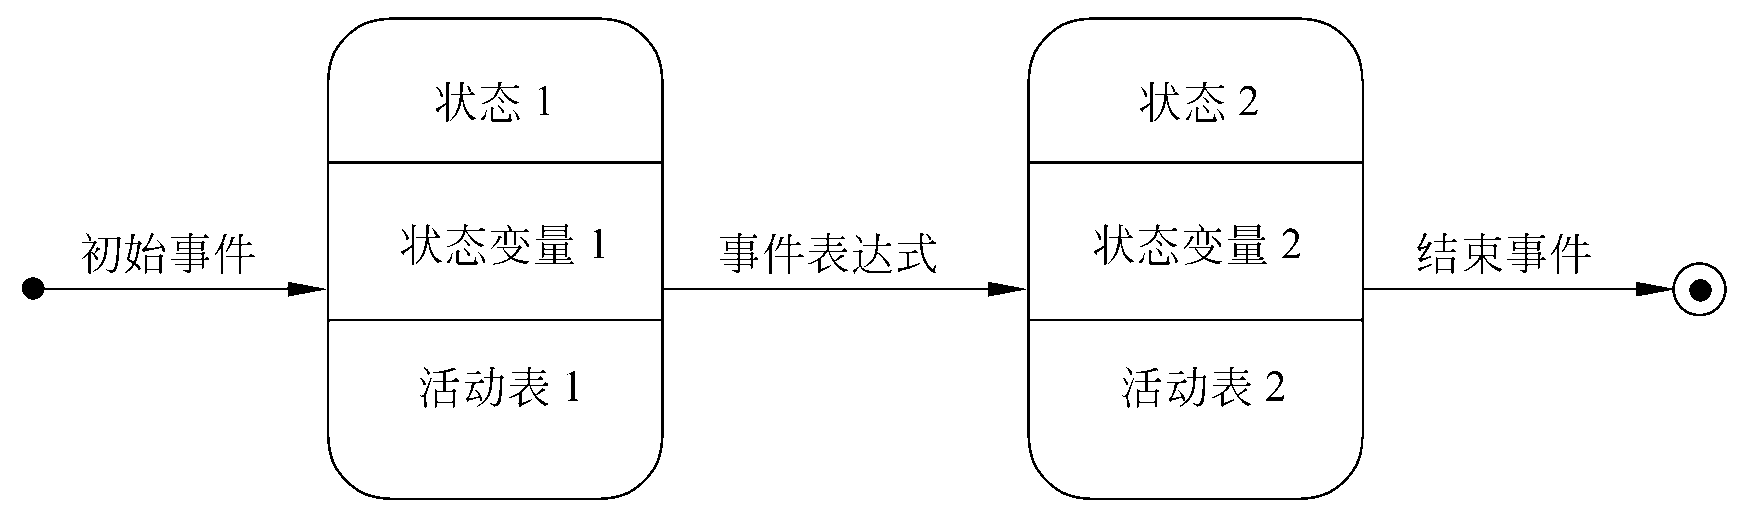 初始事件
状态 1
状态变量 1
活动表 1
事件表达式
状态 2
状态变量 2
活动表 2
结束事件